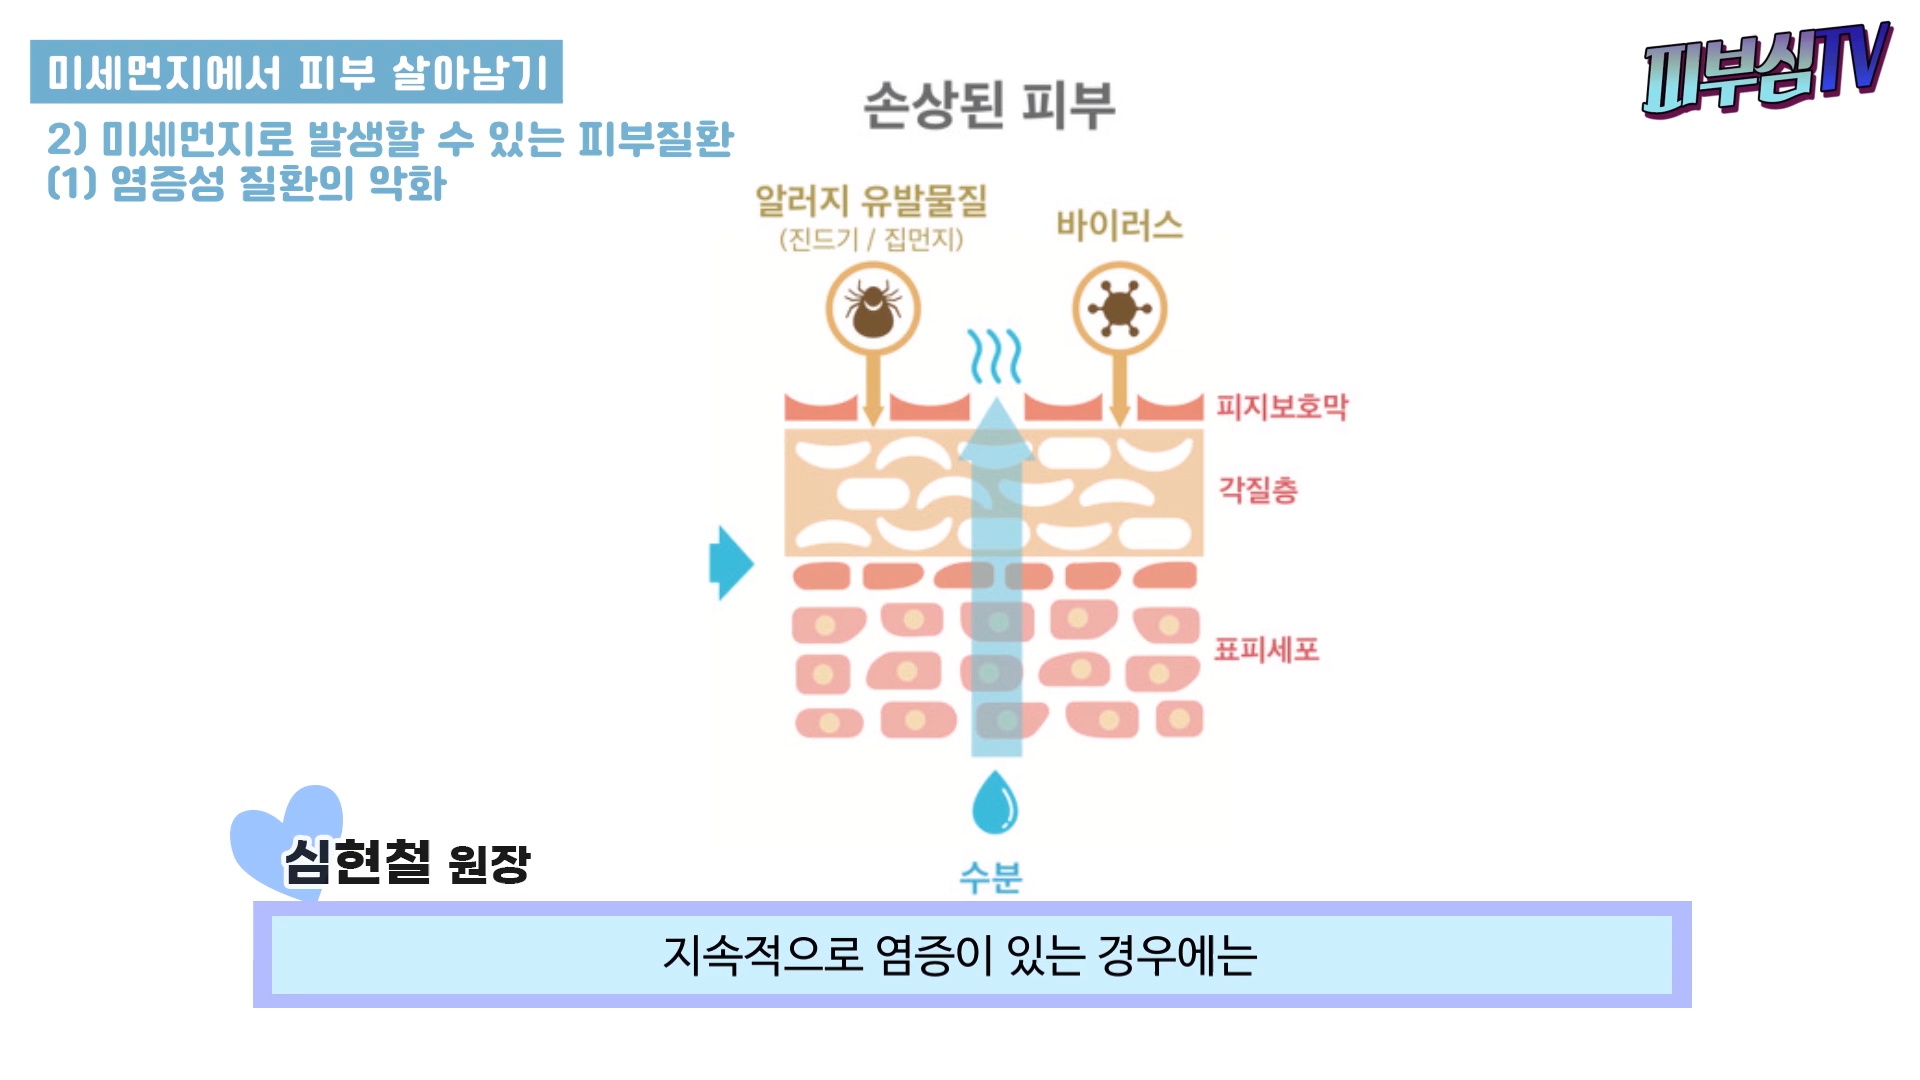 미세먼지에서 피부 살아남기
피부심TV
2) 미세먼지로 발생할 수 있는 피부질환
(1) 염증성 질환의 악화
손상된 피부
알러지 유발물질
(진드기 / 집먼지)
바이러스
피지보호막
각질층
표피세포
수분
심현철 원장
지속적으로 염증이 있는 경우에는